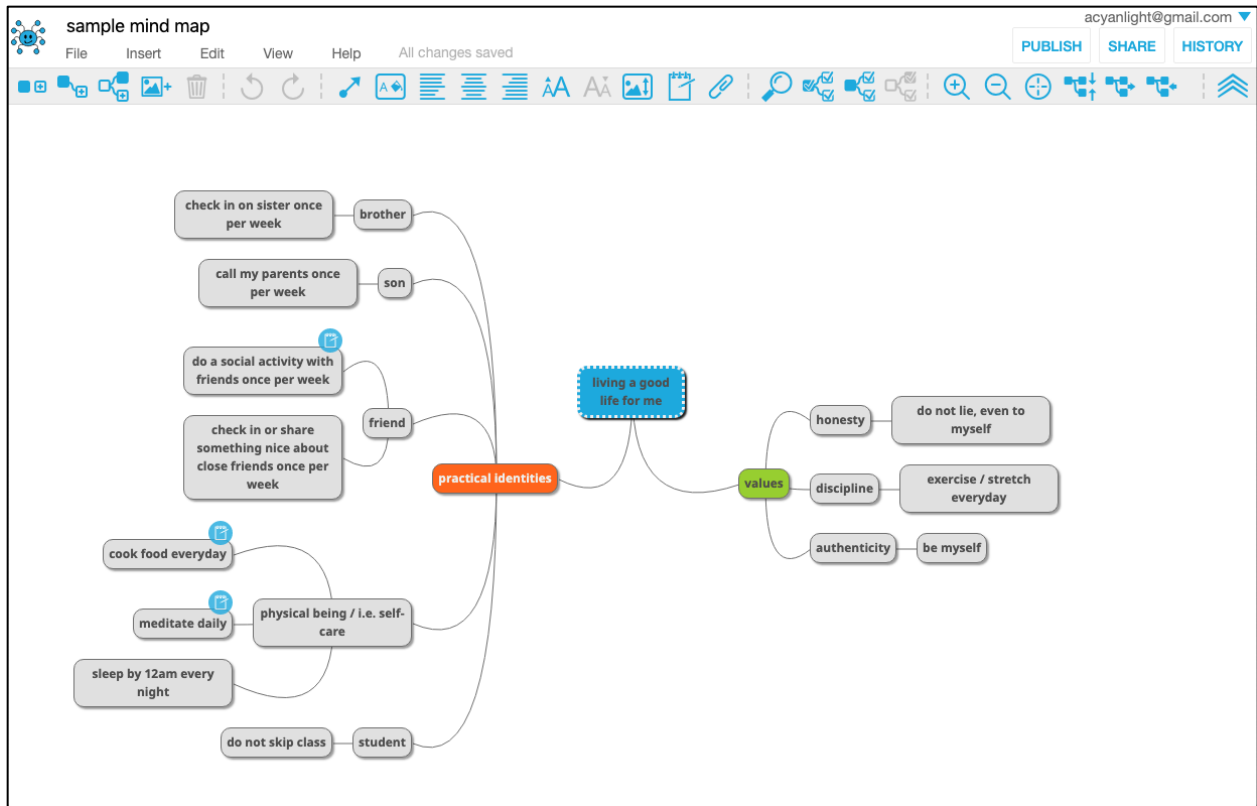 sample mind map
acyanlight@gmail.com
File Insert Edit View Help All changes saved
PUBLISH SHARE HISTORY
check in on sister once
per week
brother
call my parents once
per week
son
do a social activity with
friends once per week
check in or share
something nice about
close friends once per
week
friend
practical identities
cook food everyday
meditate daily
sleep by 12am every
night
physical being / i.e. self-
care
do not skip class
student
living a good
life for me
values
honesty
do not lie, even to
myself
discipline
exercise / stretch
everyday
authenticity
be myself